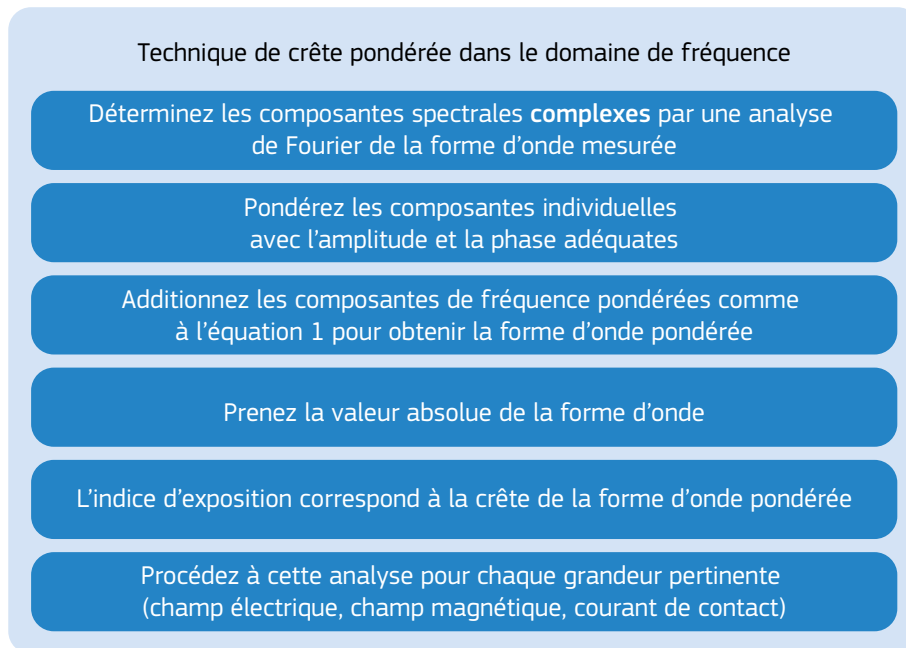 Technique de crête pondérée dans le domaine de fréquence
Déterminez les composantes spectrales complexes par une analyse
de Fourier de la forme d'onde mesurée
Pondérez les composantes individuelles
avec l’amplitude et la phase adéquates
Additionnez les composantes de fréquence pondérées comme
à l’équation 1 pour obtenir la forme d’onde pondérée
Prenez la valeur absolue de la forme d’onde
L’indice d’exposition correspond à la crête de la forme d’onde pondérée
Procédez à cette analyse pour chaque grandeur pertinente
(champ électrique, champ magnétique, courant de contact)